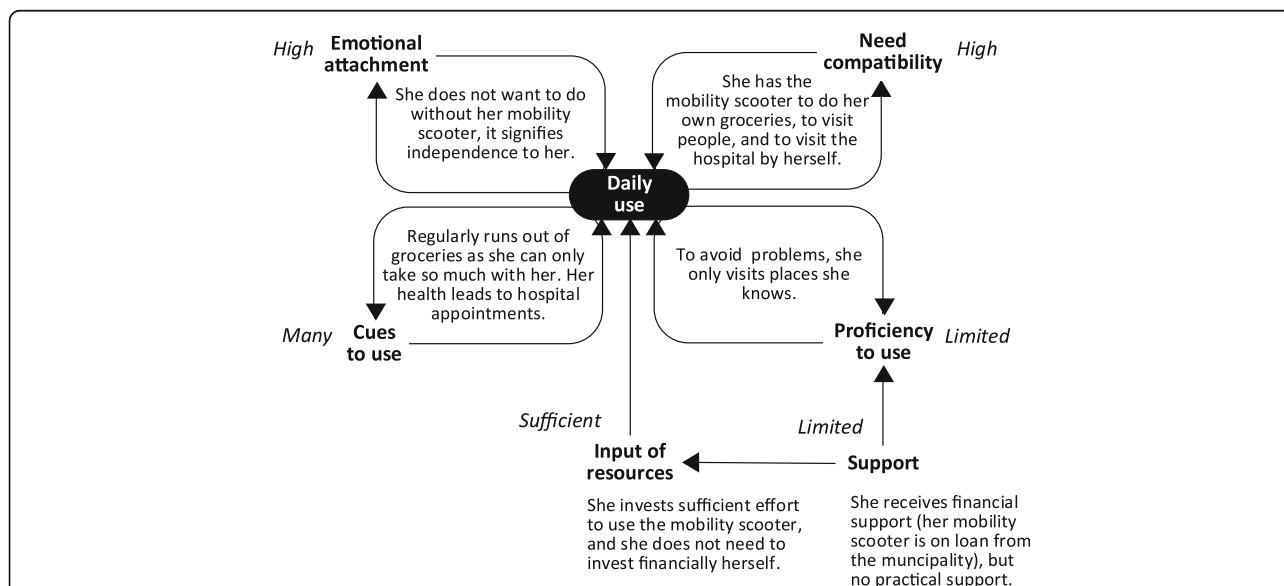 High
Emotional
attachment
She does not want to do
without her mobility
scooter, it signifies
independence to her.
Need
compatibility
High
She has the
mobility scooter to do her
own groceries, to visit
people, and to visit the
hospital by herself.
Daily
use
Regularly runs out of
groceries as she can only
take so much with her. Her
health leads to hospital
appointments.
Many
Cues
to use
To avoid problems, she
only visits places she
knows.
Proficiency
to use
Limited
Sufficient
Input of
resources
She invests sufficient effort
to use the mobility scooter,
and she does not need to
invest financially herself.
Limited
Support
She receives financial
support (her mobility
scooter is on loan from
the muncipality), but
no practical support.